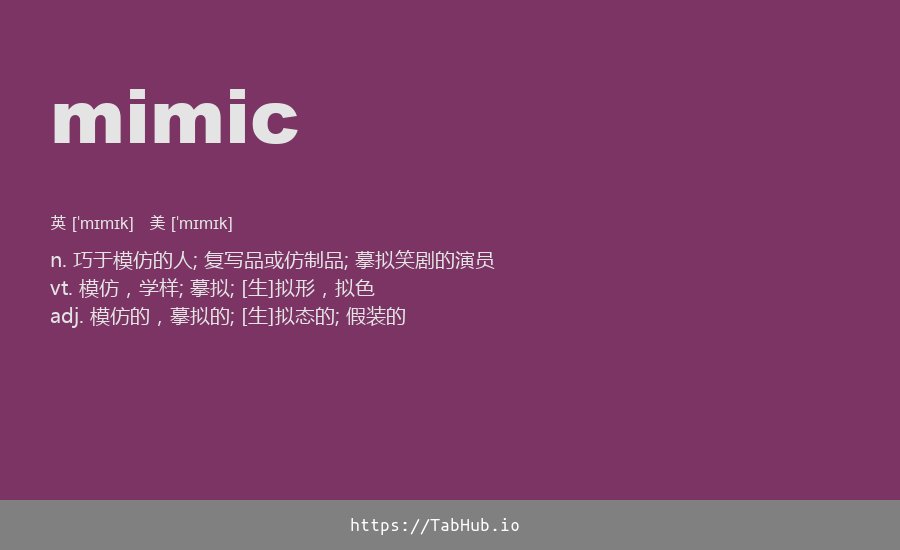 mimic
英 [ˈmɪmɪk]   美 [ˈmɪmɪk]
n. 巧于模仿的人; 复写品或仿制品; 摹拟笑剧的演员
vt. 模仿，学样; 摹拟; [生]拟形，拟色
adj. 模仿的，摹拟的; [生]拟态的; 假装的
https://TabHub.io